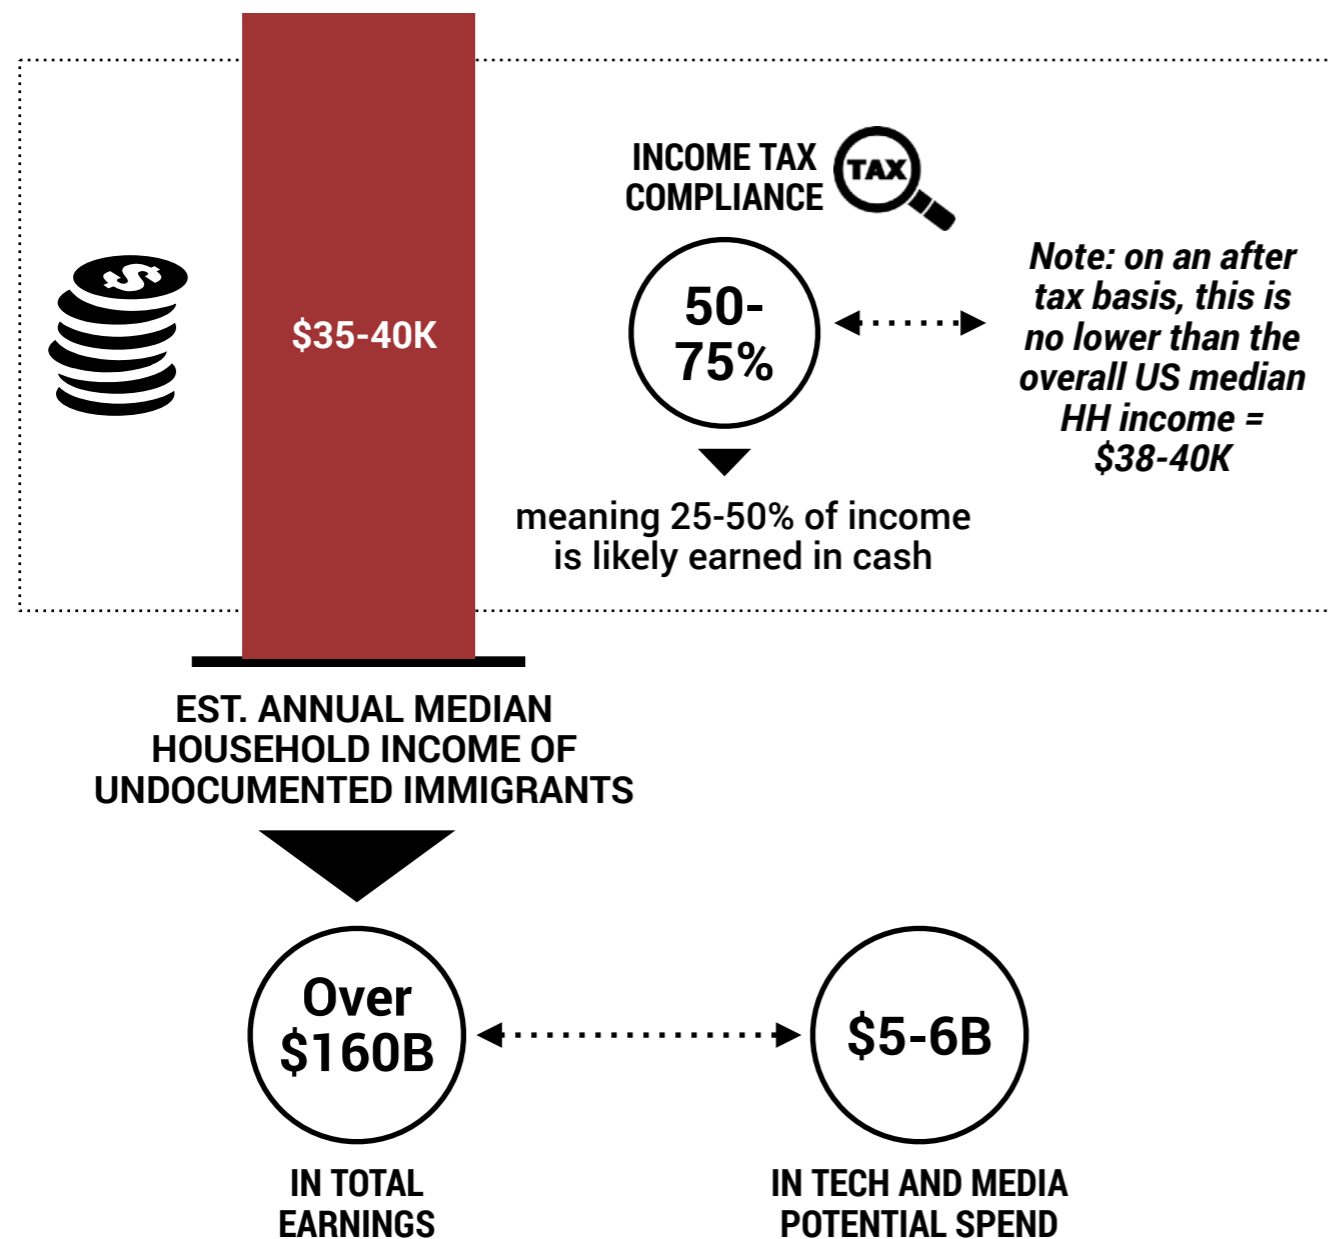 INCOME TAX
COMPLIANCE
TAX
$
$35-40K
50-
75%
Note: on an after
tax basis, this is
no lower than the
overall US median
HH income =
$38-40K
meaning 25-50% of income
is likely earned in cash
EST. ANNUAL MEDIAN
HOUSEHOLD INCOME OF
UNDOCUMENTED IMMIGRANTS
Over
$160B
$5-6B
IN TOTAL
EARNINGS
IN TECH AND MEDIA
POTENTIAL SPEND